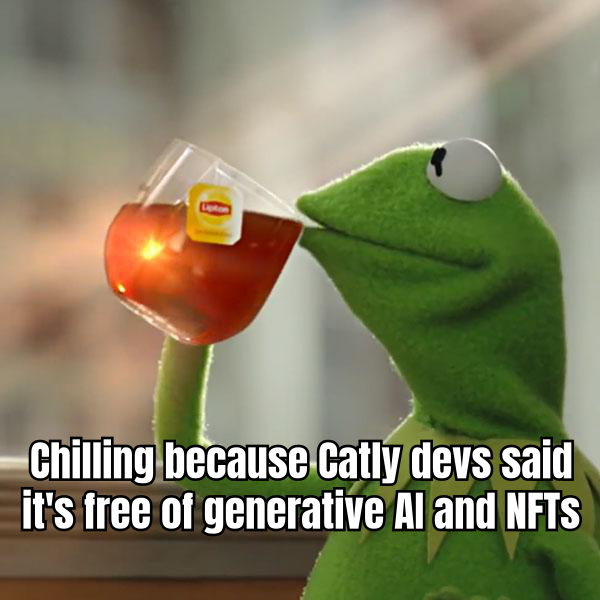 Lipton
Chilling because Catly devs said
it's free of generative AI and NFTs